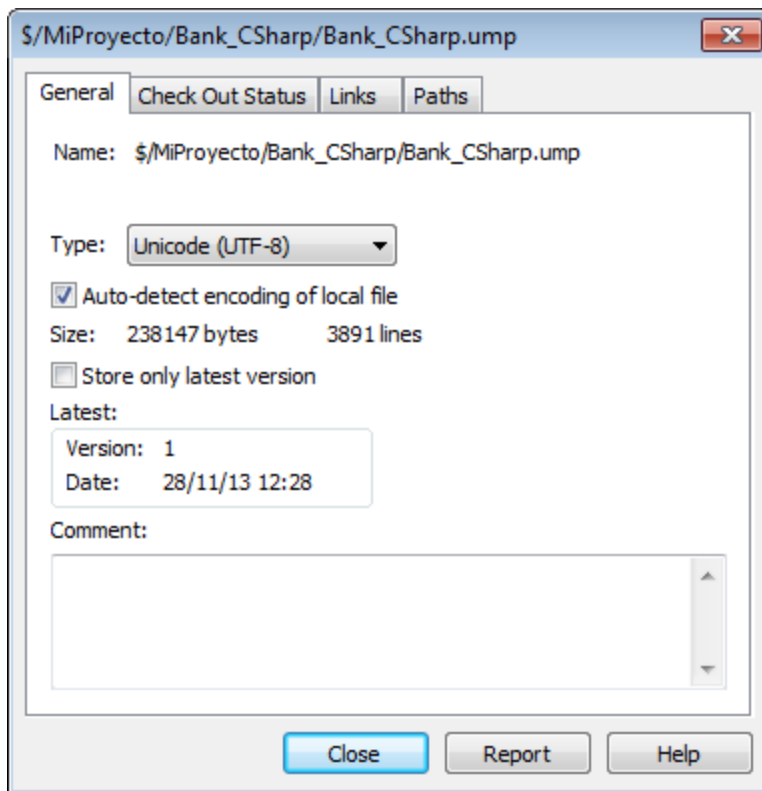 $/MiProyecto/Bank_CSharp/Bank_CSharp.ump
General Check Out Status Links Paths
Name: $/MiProyecto/Bank_CSharp/Bank_CSharp.ump
Type: Unicode (UTF-8)
Auto-detect encoding of local file
Size: 238147 bytes 3891 lines
Store only latest version
Latest:
Version: 1
Date: 28/11/13 12:28
Comment:
Close Report Help